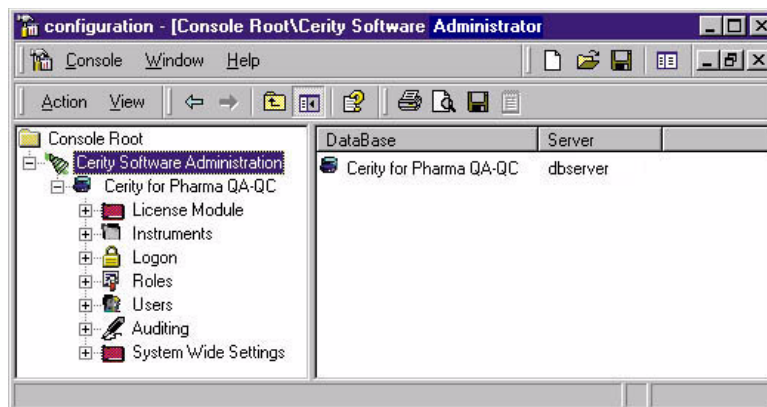 configuration - [Console Root\Cerity Software Administrator
Console Window Help
Action View
Console Root
Cerity Software Administration
Cerity for Pharma QA-QC
License Module
Instruments
Logon
Roles
Users
Auditing
System Wide Settings
DataBase Server
Cerity for Pharma QA-QC dbserver